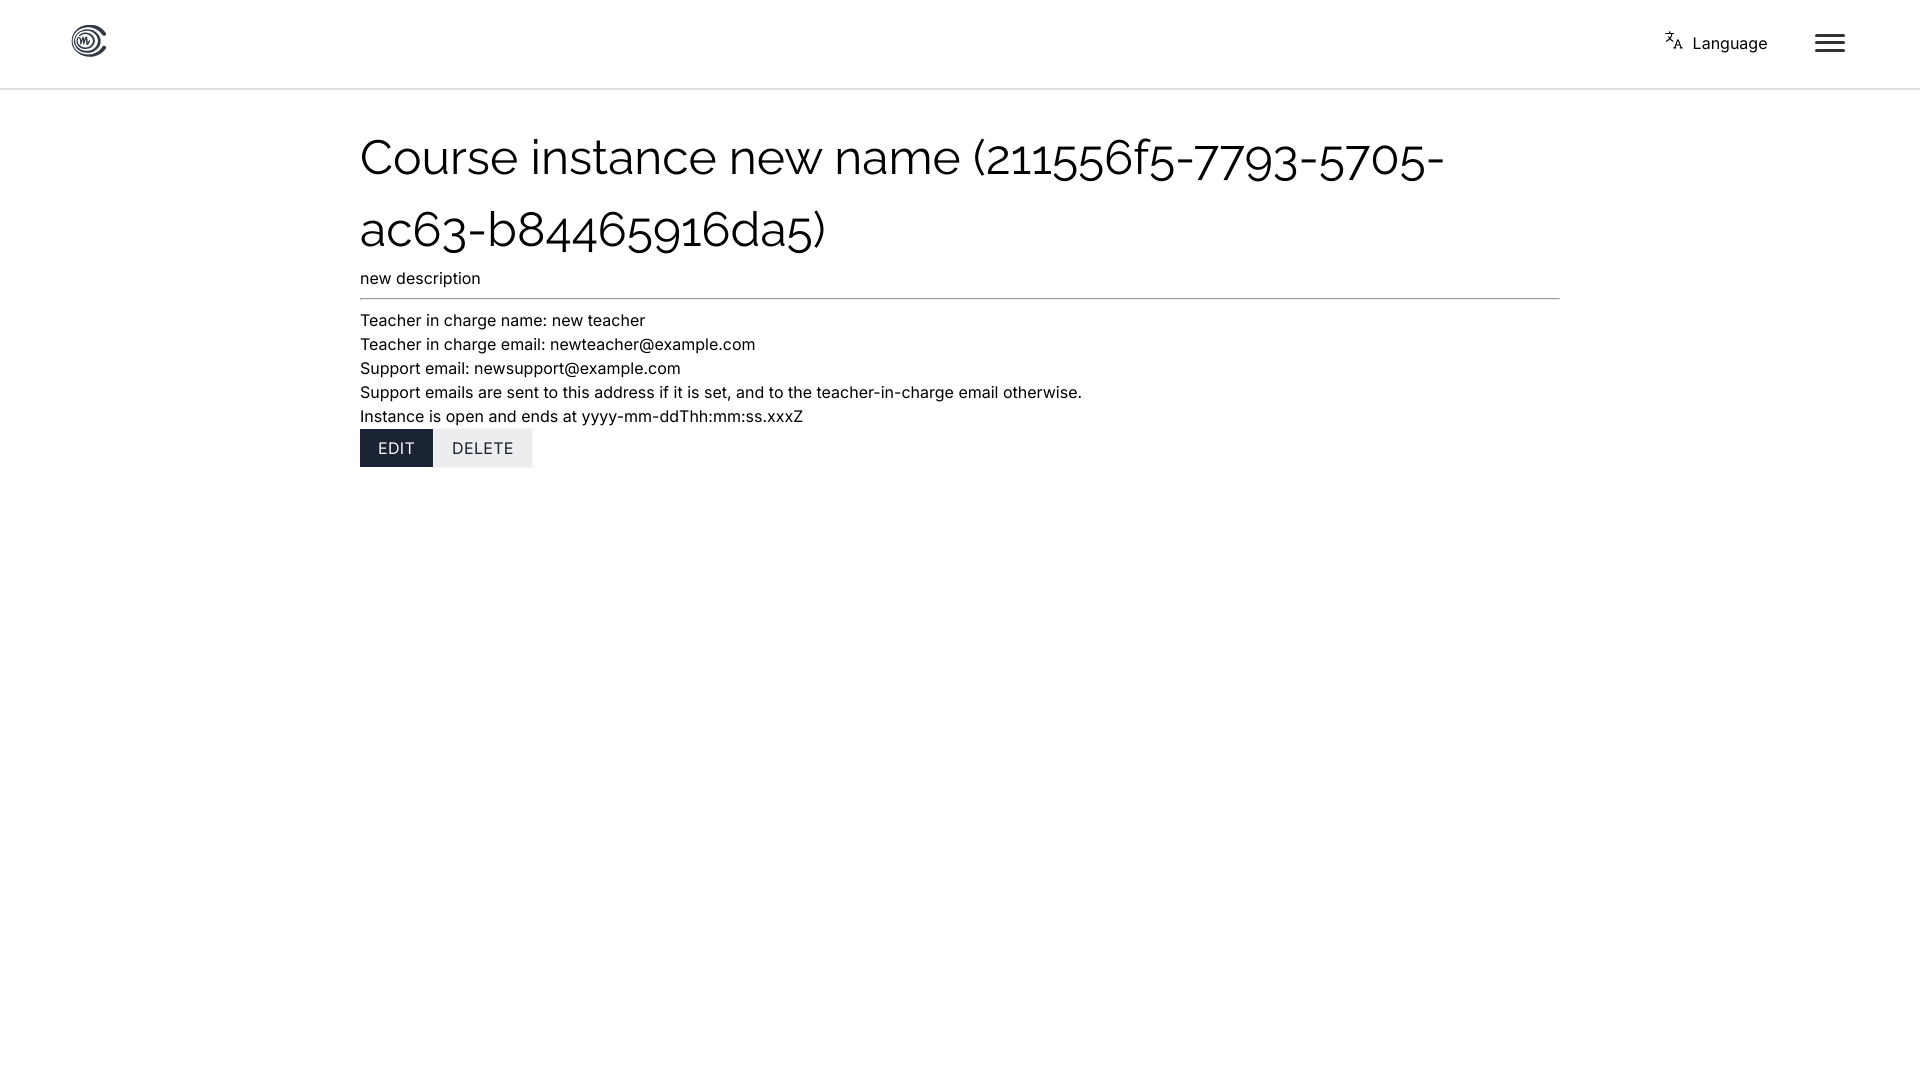 Language
Course instance new name (211556f5-7793-5705-
ac63-b84465916da5)
new description
Teacher in charge name: new teacher
Teacher in charge email: newteacher@example.com
Support email: newsupport@example.com
Support emails are sent to this address if it is set, and to the teacher-in-charge email otherwise.
Instance is open and ends at yyyy-mm-ddThh:mm:ss.xxxZ
EDIT DELETE